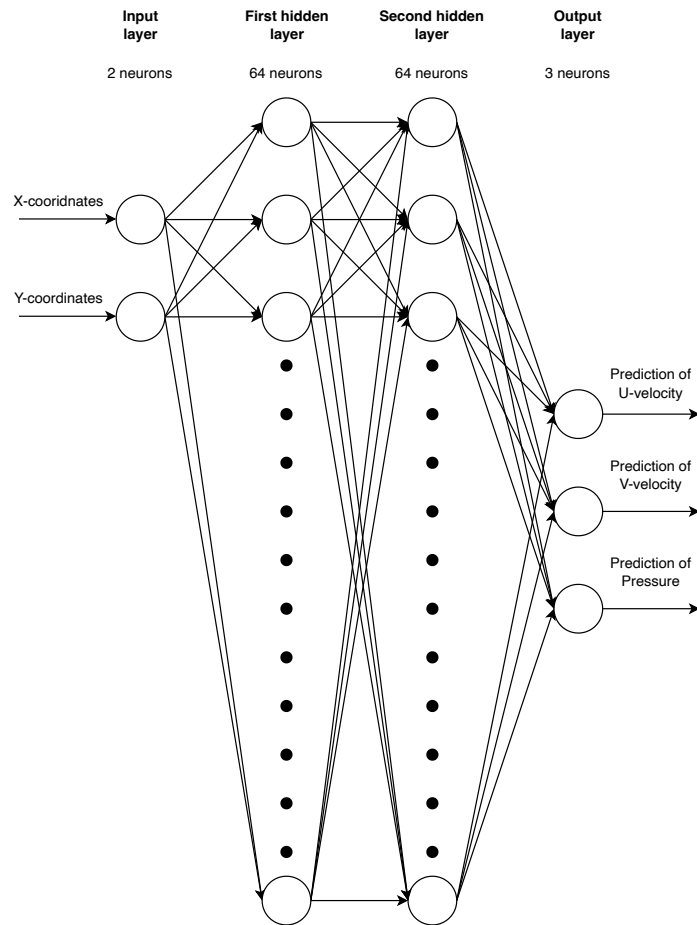 Input
layer
First hidden
layer
Second hidden
layer
Output
layer
2 neurons
64 neurons
64 neurons
3 neurons
X-cooridnates
Y-coordinates
Prediction of
U-velocity
Prediction of
V-velocity
Prediction of
Pressure